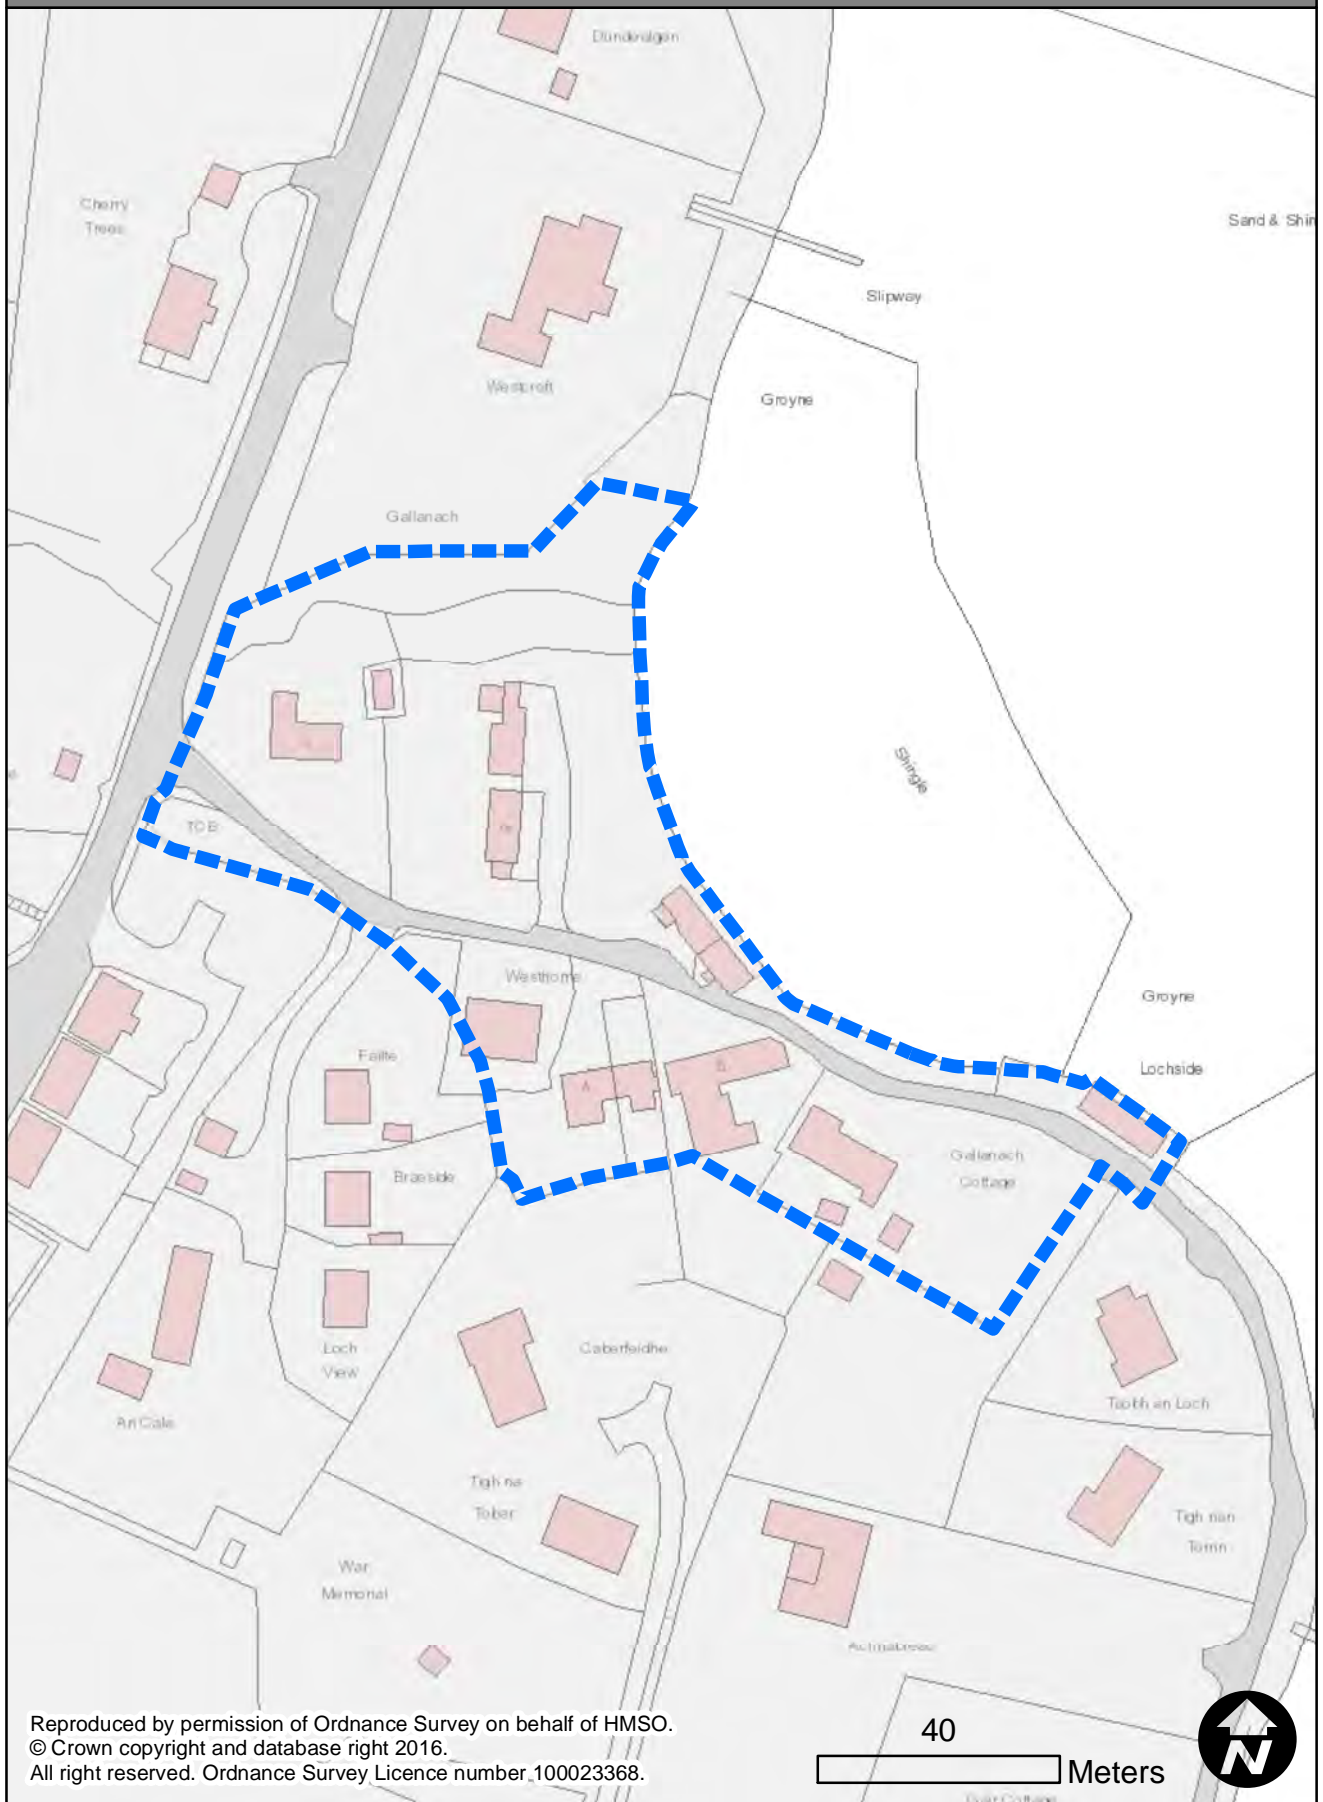 Dundealgan
Cherry
Trees
Sand & Shin
Slipway
Westcroft
Groyne
Gallanach
Shingle
TCB
Westhome
Groyne
Failte
Lochside
A
B
Gallanach
Cottage
Braeside
Loch
View
Caberfeidhe
Taobh an Loch
An Cala
Tigh na
Tobar
Tigh nan
Torrin
War
Memorial
Reproduced by permission of Ordnance Survey on behalf of HMSO.
© Crown copyright and database right 2016.
All right reserved. Ordnance Survey Licence number 100023368.
40
Meters
N